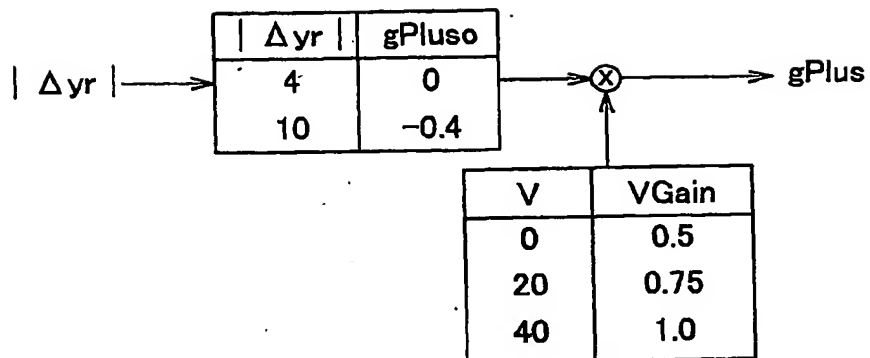 | Δyr |
| Δyr | gPluso
4 0
10 -0.4
X
gPlus
V VGain
0 0.5
20 0.75
40 1.0